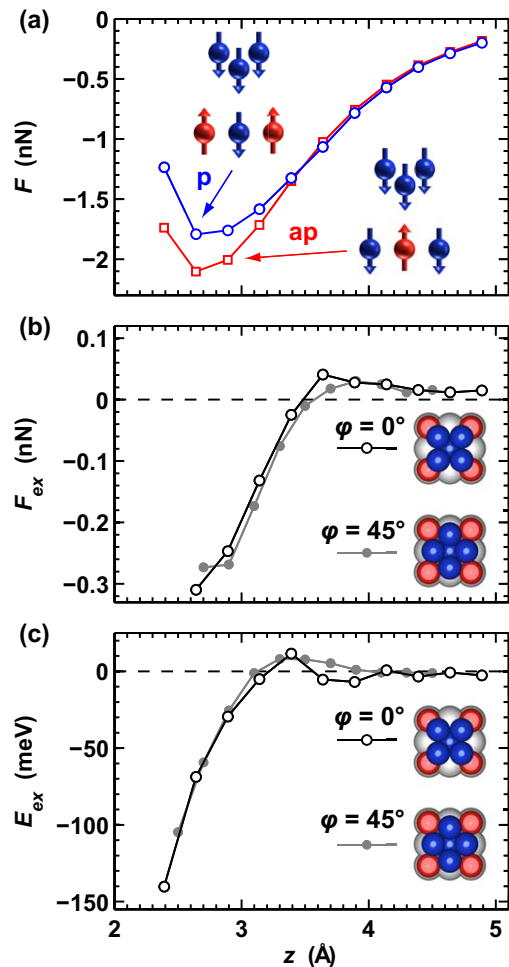 (a)
0
−0.5
−1
−1.5
−2
F (nN)
p
ap
(b)
0.1
0
−0.1
−0.2
−0.3
F_ex (nN)
φ = 0°
φ = 45°
(c)
0
−50
−100
−150
E_ex (meV)
φ = 0°
φ = 45°
2
3
4
5
z (Å)